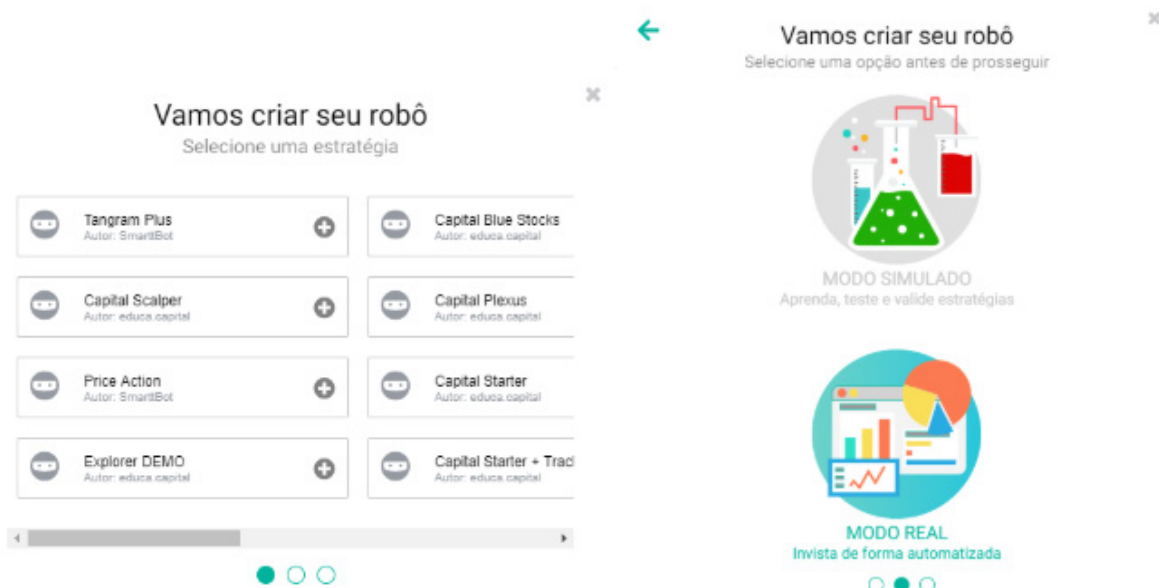 Vamos criar seu robô
Selecione uma estratégia
Tangram Plus
Autor: SmarttBot
Capital Blue Stocks
Autor: educa.capital
Capital Scalper
Autor: educa.capital
Capital Plexus
Autor: educa.capital
Price Action
Autor: SmarttBot
Capital Starter
Autor: educa.capital
Explorer DEMO
Autor: educa.capital
Capital Starter + Trac
Autor: educa.capital
Vamos criar seu robô
Selecione uma opção antes de prosseguir
MODO SIMULADO
Aprenda, teste e valide estratégias
MODO REAL
Invista de forma automatizada